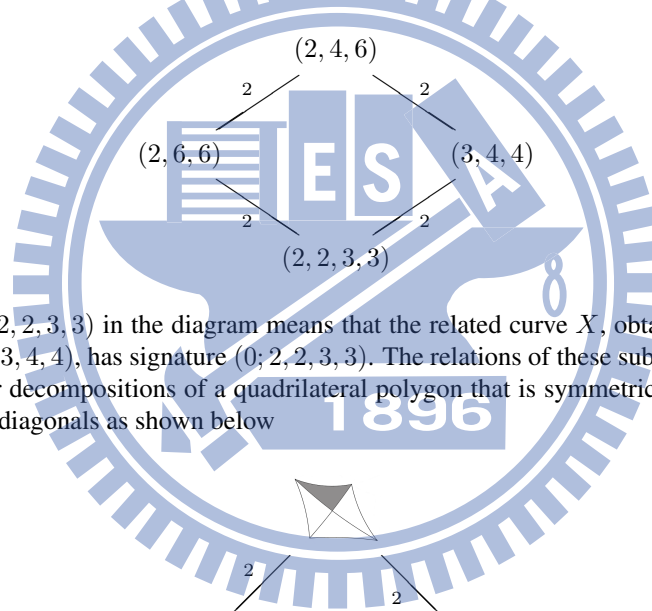 (2, 4, 6)
2 2
(2, 6, 6) (3, 4, 4)
2 2
(2, 2, 3, 3)
E S A
8
2, 2, 3, 3) in the diagram means that the related curve X, obta
3, 4, 4), has signature (0; 2, 2, 3, 3). The relations of these sub
r decompositions of a quadrilateral polygon that is symmetric
diagonals as shown below
1896
2
2